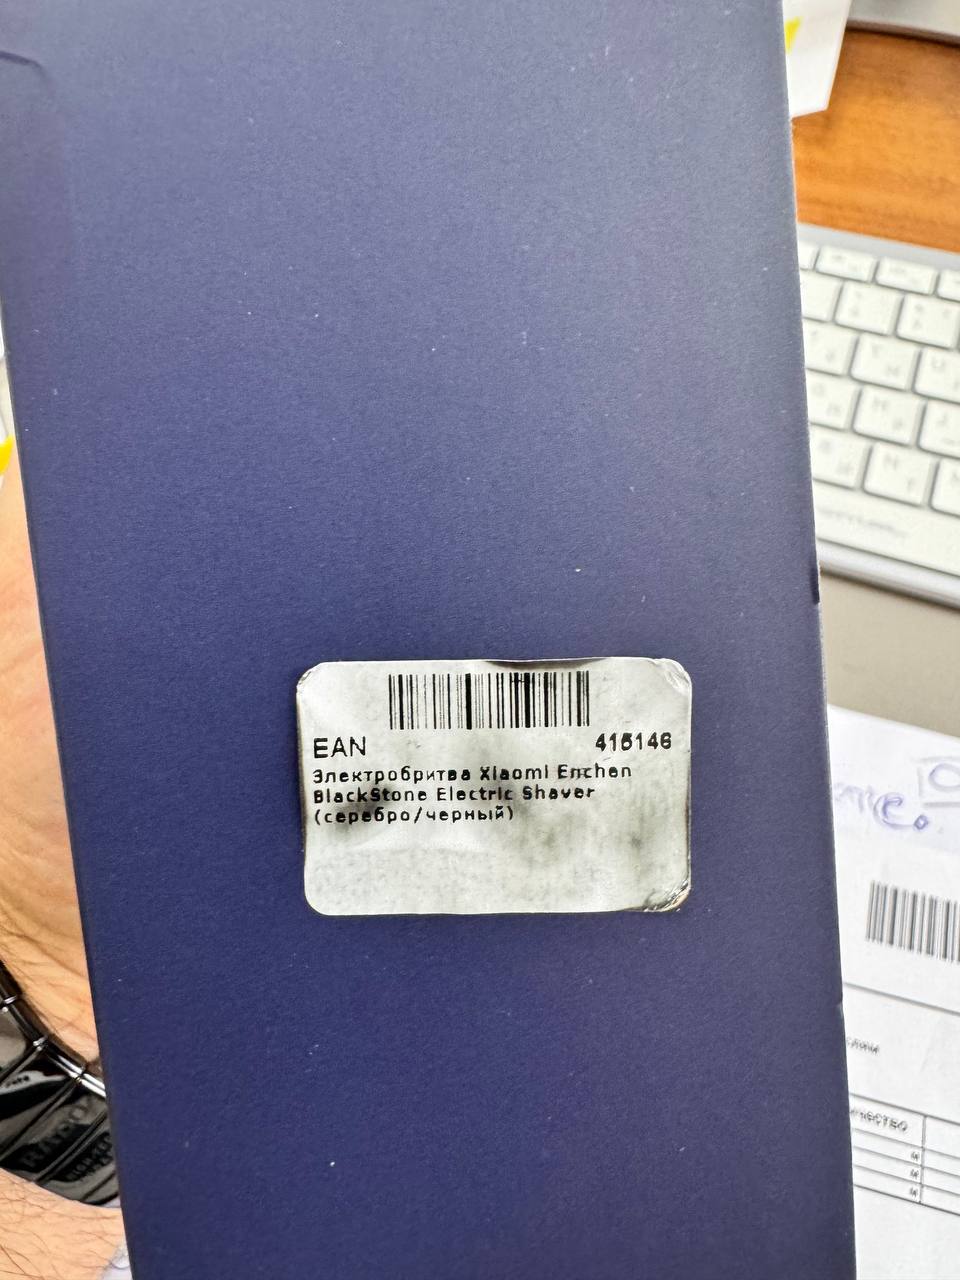 EAN 415146
Электробритва Xiaomi Enchen
BlackStone Electric Shaver
(серебро/черный)